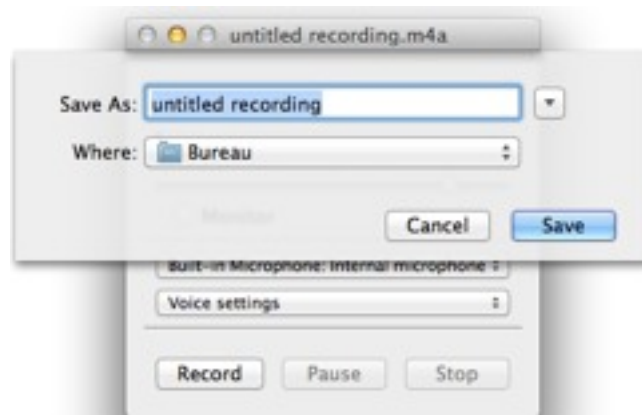 untitled recording.m4a
Save As: untitled recording
Where: Bureau
Monitor
Cancel Save
Built-in Microphone: Internal microphone
Voice settings
Record Pause Stop